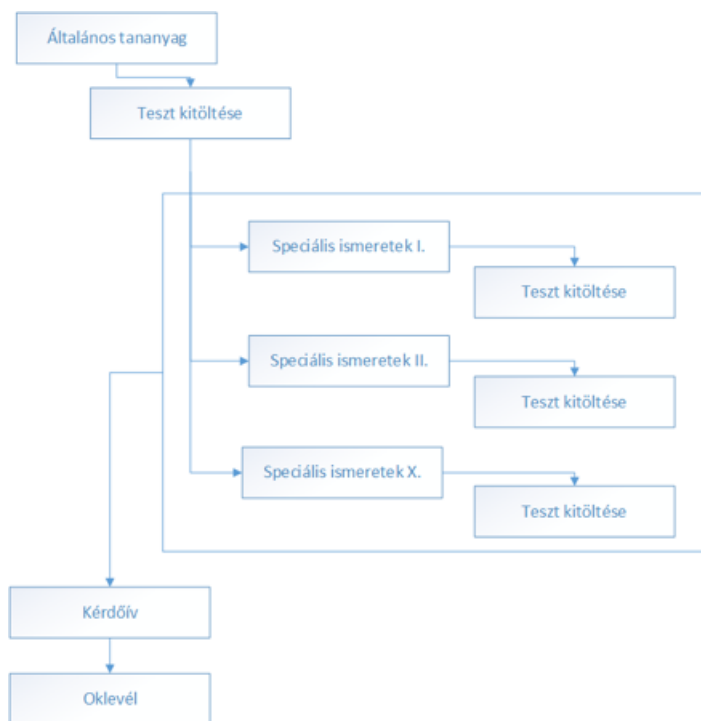 Általános tananyag
Teszt kitöltése
Speciális ismeretek I.
Teszt kitöltése
Speciális ismeretek II.
Teszt kitöltése
Speciális ismeretek X.
Teszt kitöltése
Kérdőív
Oklevél